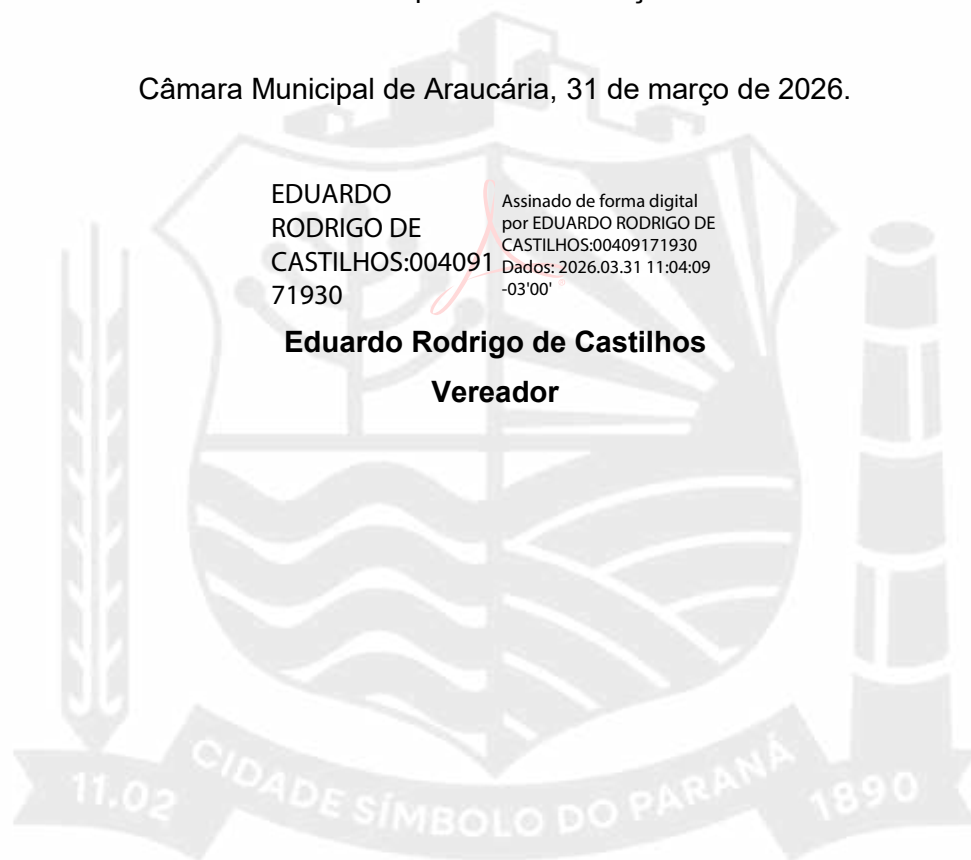 Câmara Municipal de Araucária, 31 de março de 2026.
EDUARDO
RODRIGO DE
CASTILHOS:004091
71930
Assinado de forma digital
por EDUARDO RODRIGO DE
CASTILHOS:00409171930
Dados: 2026.03.31 11:04:09
-03'00'
Eduardo Rodrigo de Castilhos
Vereador
11.02
CIDADE SÍMBOLO DO PARANÁ
1890